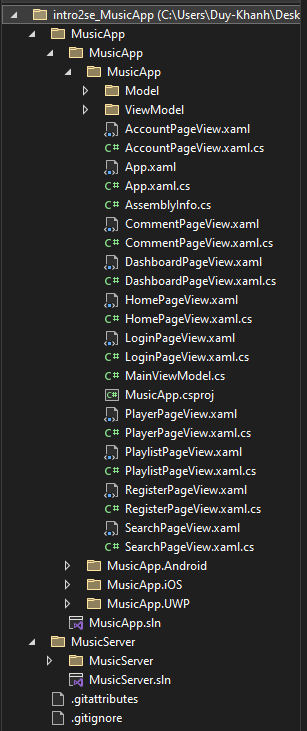 intro2se_MusicApp (C:\Users\Duy-Khanh\Desk
MusicApp
MusicApp
MusicApp
Model
ViewModel
AccountPageView.xaml
C# AccountPageView.xaml.cs
App.xaml
C# App.xaml.cs
C# AssemblyInfo.cs
CommentPageView.xaml
C# CommentPageView.xaml.cs
DashboardPageView.xaml
C# DashboardPageView.xaml.cs
HomePageView.xaml
C# HomePageView.xaml.cs
LoginPageView.xaml
C# LoginPageView.xaml.cs
C# MainViewModel.cs
C# MusicApp.csproj
PlayerPageView.xaml
C# PlayerPageView.xaml.cs
PlaylistPageView.xaml
C# PlaylistPageView.xaml.cs
RegisterPageView.xaml
C# RegisterPageView.xaml.cs
SearchPageView.xaml
C# SearchPageView.xaml.cs
MusicApp.Android
MusicApp.iOS
MusicApp.UWP
MusicApp.sln
MusicServer
MusicServer
MusicServer.sln
.gitattributes
.gitignore